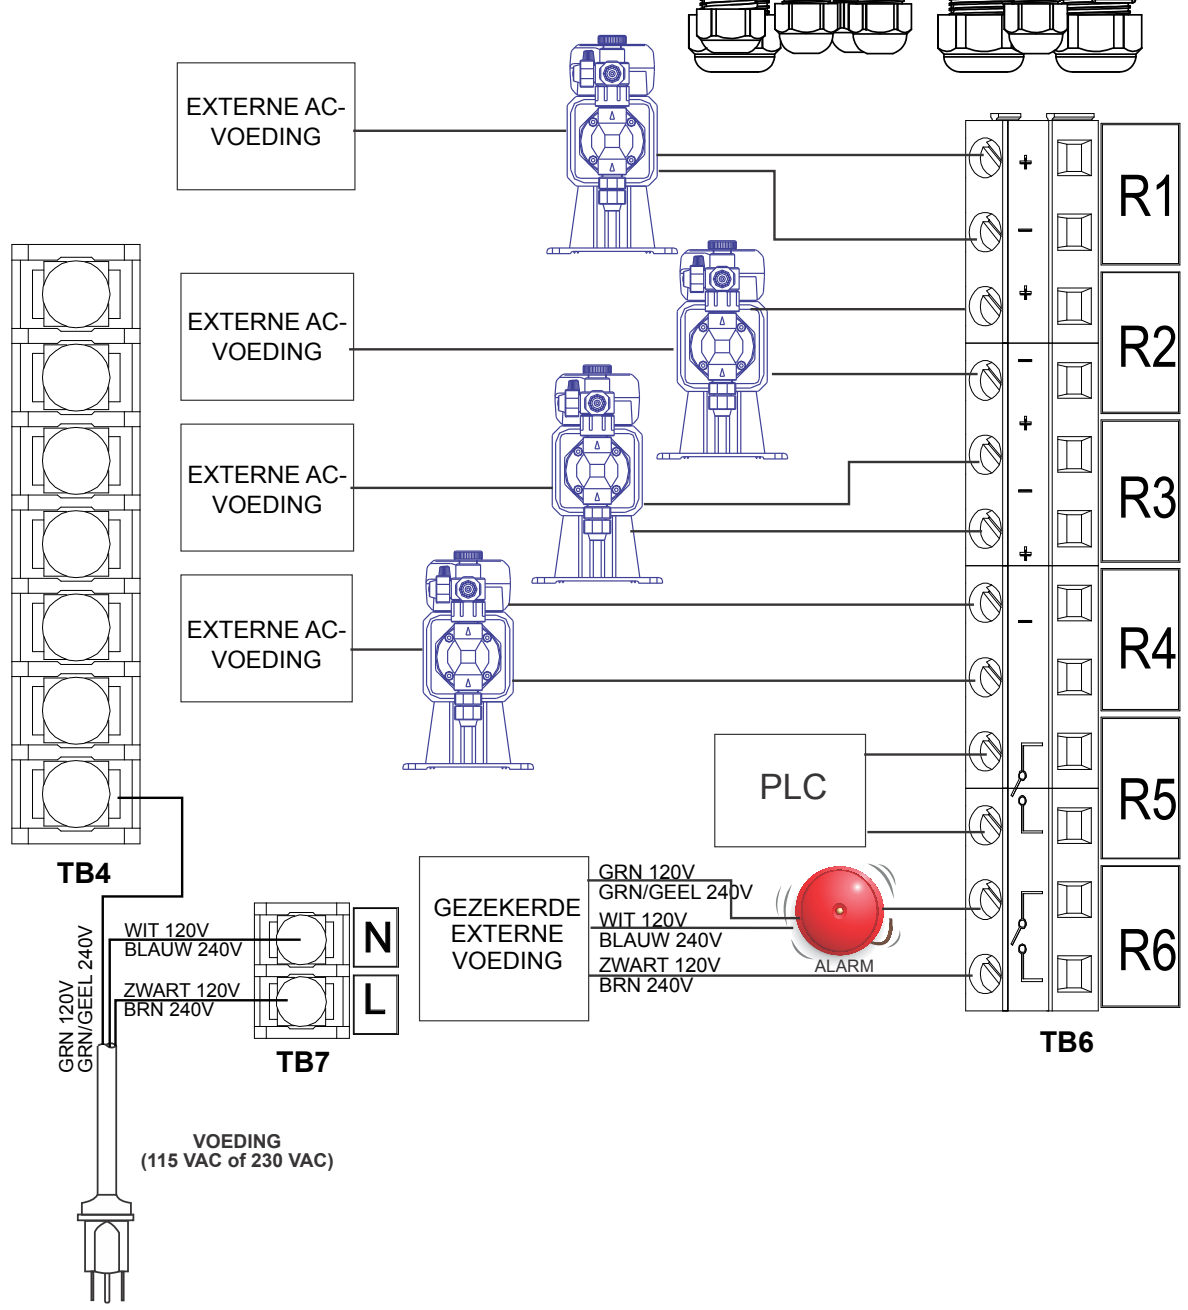 EXTERNE AC-
VOEDING
R1
EXTERNE AC-
VOEDING
R2
EXTERNE AC-
VOEDING
R3
EXTERNE AC-
VOEDING
R4
PLC
R5
TB4
GEZEKERDE
EXTERNE
VOEDING
GRN 120V
GRN/GEEL 240V
WIT 120V
BLAUW 240V
ZWART 120V
BRN 240V
ALARM
R6
TB6
WIT 120V
BLAUW 240V
N
ZWART 120V
BRN 240V
L
TB7
GRN 120V
GRN/GEEL 240V
VOEDING
(115 VAC of 230 VAC)
+
−
+
−
+
−
+
−